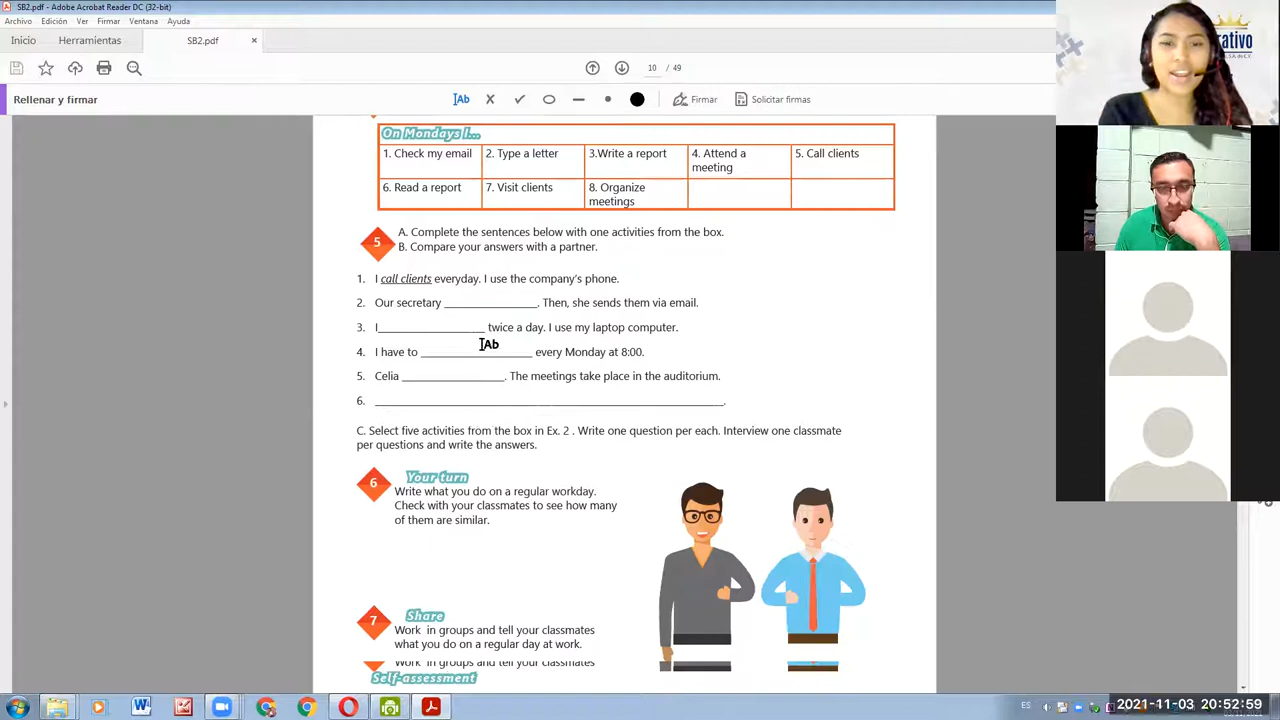 SB2.pdf - Adobe Acrobat Reader DC (32-bit)
Archivo Edición Ver Firmar Ventana Ayuda
Inicio Herramientas SB2.pdf ×
10 / 49
Rellenar y firmar
Ab Firmar Solicitar firmas
On Mondays I...
1. Check my email 2. Type a letter 3.Write a report 4. Attend a meeting 5. Call clients
6. Read a report 7. Visit clients 8. Organize meetings
5
A. Complete the sentences below with one activities from the box.
B. Compare your answers with a partner.
1. I call clients everyday. I use the company's phone.
2. Our secretary _________________. Then, she sends them via email.
3. I___________________ twice a day. I use my laptop computer.
Ab
4. I have to ____________________ every Monday at 8:00.
5. Celia ___________________. The meetings take place in the auditorium.
6. ________________________________________________________________.
C. Select five activities from the box in Ex. 2 . Write one question per each. Interview one classmate
per questions and write the answers.
6
Your turn
Write what you do on a regular workday.
Check with your classmates to see how many
of them are similar.
7
Share
Work in groups and tell your classmates
what you do on a regular day at work.
Work in groups and tell your classmates
Self-assessment
ES
2021-11-03 20:52:59